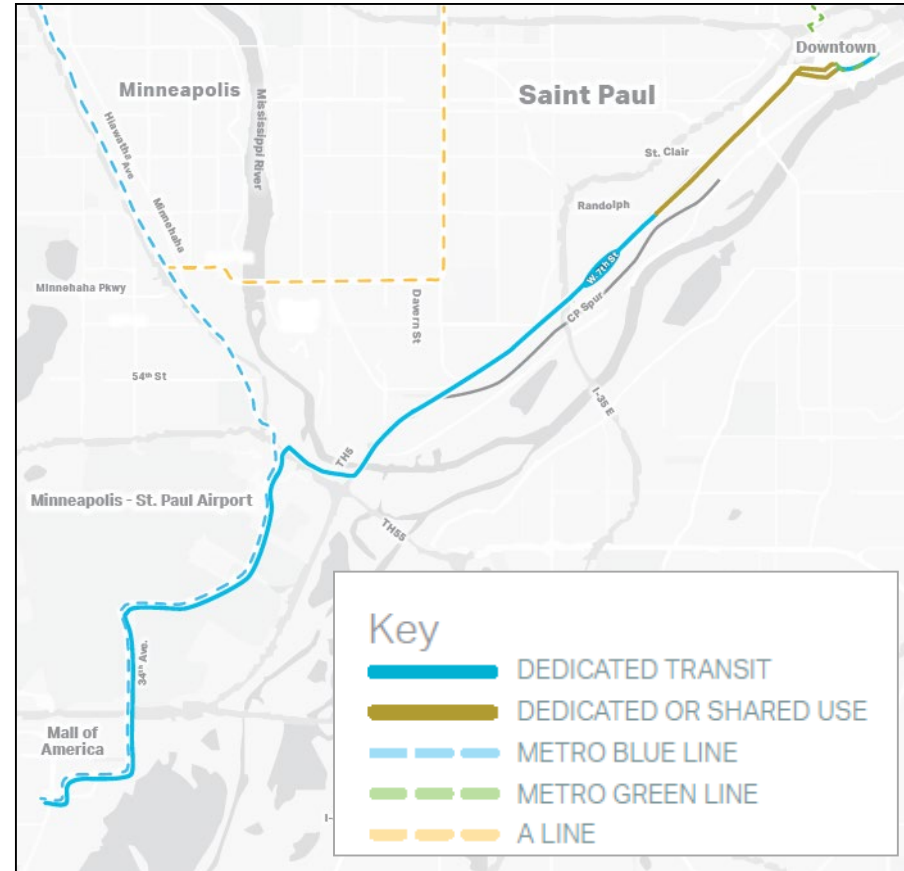 Downtown
Minneapolis
Saint Paul
Mississippi River
Hiawatha Ave
St. Clair
Minnehaha
Randolph
W. 7th St
Minnehaha Pkwy
CP Spur
Davern St
54th St
I-35 E
TH5
Minneapolis - St. Paul Airport
TH55
34th Ave.
Mall of
America
I-
Key
DEDICATED TRANSIT
DEDICATED OR SHARED USE
METRO BLUE LINE
METRO GREEN LINE
A LINE